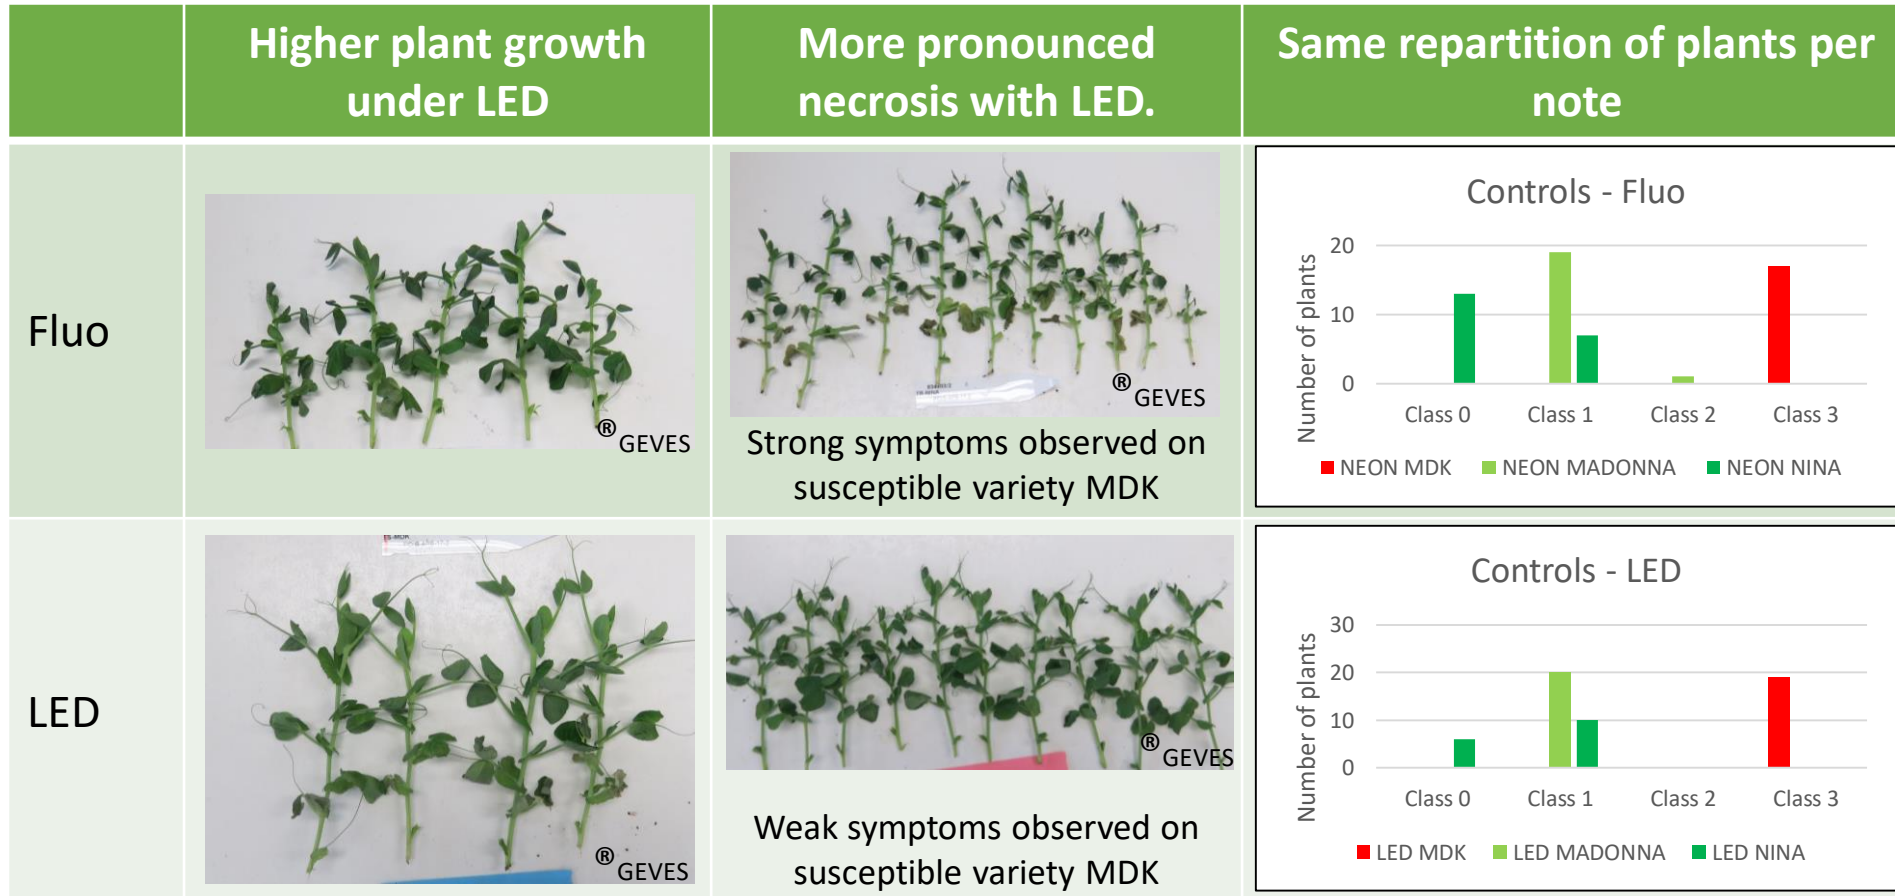 Higher plant growth
under LED
More pronounced
necrosis with LED.
Same repartition of plants per
note
Fluo
® GEVES
® GEVES
Strong symptoms observed on
susceptible variety MDK
Controls - Fluo
Number of plants
20
10
0
Class 0 Class 1 Class 2 Class 3
NEON MDK NEON MADONNA NEON NINA
LED
® GEVES
® GEVES
Weak symptoms observed on
susceptible variety MDK
Controls - LED
Number of plants
30
20
10
0
Class 0 Class 1 Class 2 Class 3
LED MDK LED MADONNA LED NINA